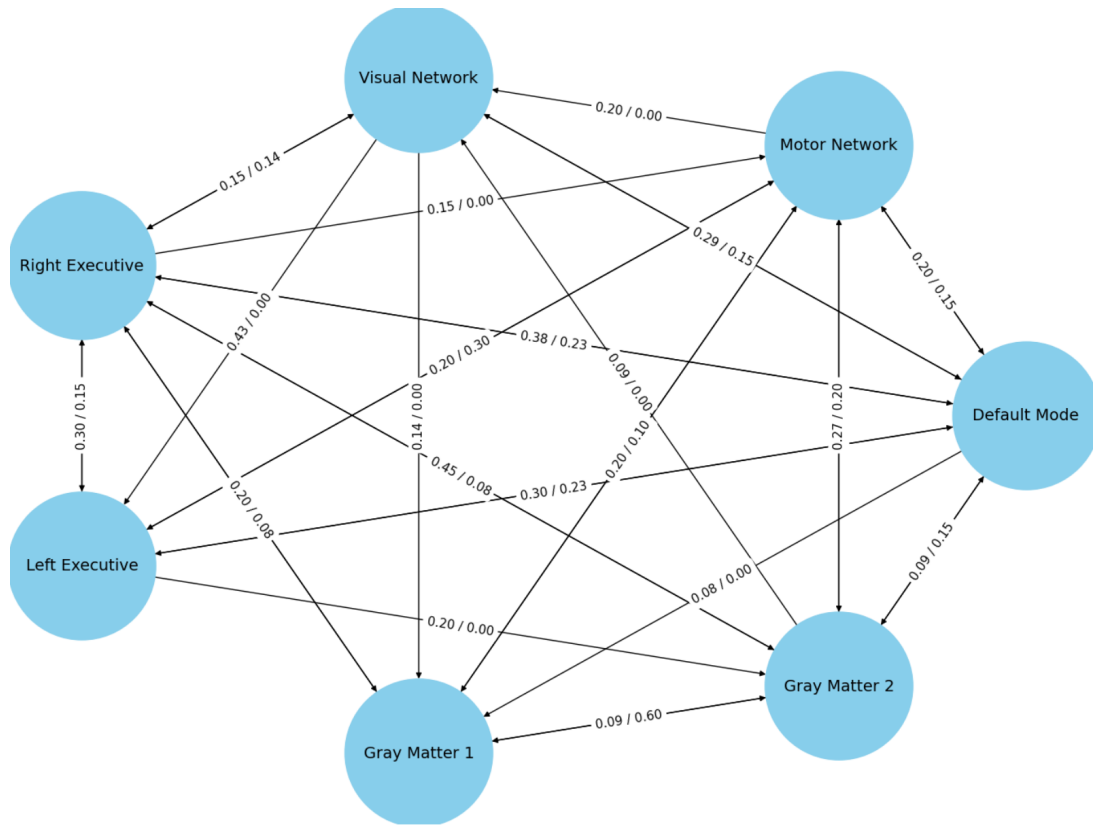 Visual Network
0.20 / 0.00
Motor Network
0.15 / 0.14
0.15 / 0.00
0.29 / 0.15
Right Executive
0.20 / 0.15
0.43 / 0.00
0.38 / 0.23
0.20 / 0.30
0.09 / 0.00
0.30 / 0.15
0.14 / 0.00
0.27 / 0.20
Default Mode
0.20 / 0.10
0.45 / 0.08
0.30 / 0.23
0.20 / 0.08
0.09 / 0.15
Left Executive
0.08 / 0.00
0.20 / 0.00
Gray Matter 2
0.09 / 0.60
Gray Matter 1